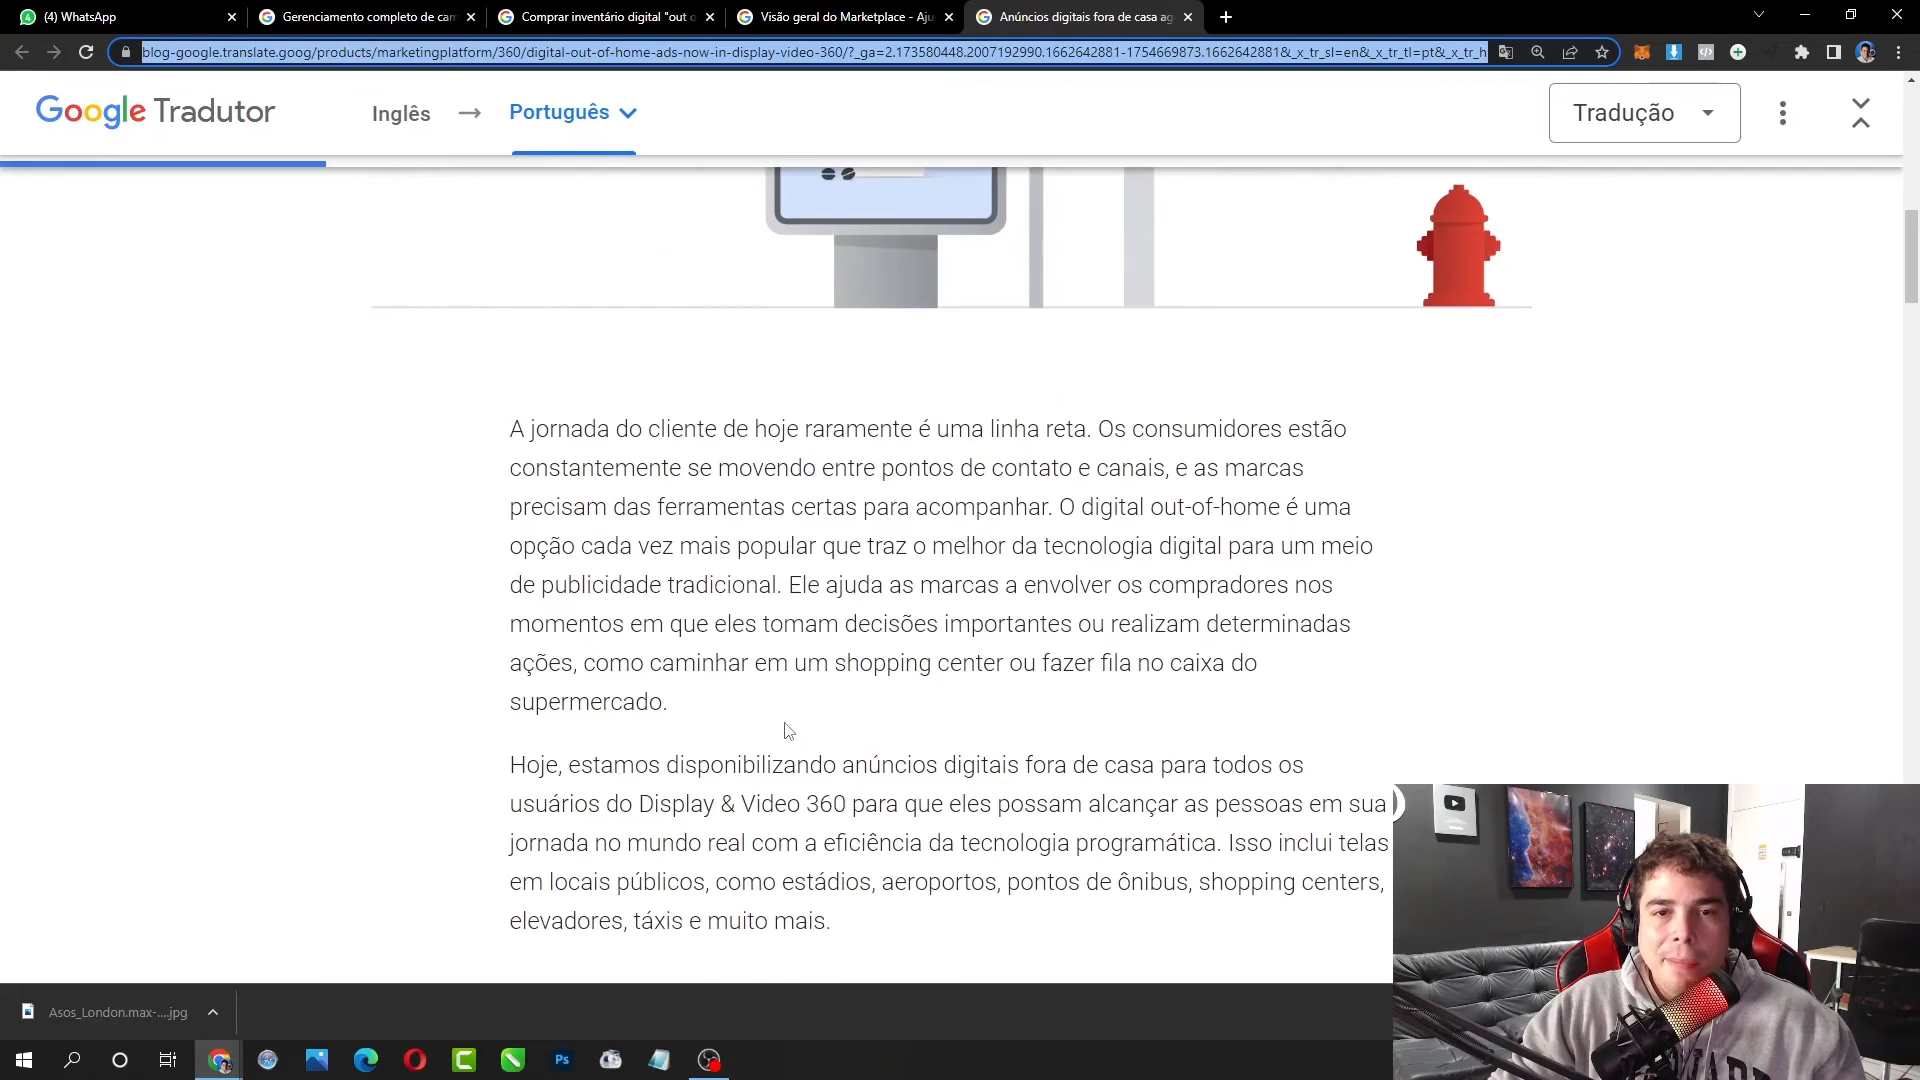 (4) WhatsApp
Gerenciamento completo de cam
Comprar inventário digital "out o
Visão geral do Marketplace - Aju
Anúncios digitais fora de casa ag
blog-google.translate.goog/products/marketingplatform/360/digital-out-of-home-ads-now-in-display-video-360/?_ga=2.173580448.2007192990.1662642881-1754669873.1662642881&_x_tr_sl=en&_x_tr_tl=pt&_x_tr_h
Google Tradutor
Inglês → Português
Tradução
A jornada do cliente de hoje raramente é uma linha reta. Os consumidores estão
constantemente se movendo entre pontos de contato e canais, e as marcas
precisam das ferramentas certas para acompanhar. O digital out-of-home é uma
opção cada vez mais popular que traz o melhor da tecnologia digital para um meio
de publicidade tradicional. Ele ajuda as marcas a envolver os compradores nos
momentos em que eles tomam decisões importantes ou realizam determinadas
ações, como caminhar em um shopping center ou fazer fila no caixa do
supermercado.
Hoje, estamos disponibilizando anúncios digitais fora de casa para todos os
usuários do Display & Video 360 para que eles possam alcançar as pessoas em sua
jornada no mundo real com a eficiência da tecnologia programática. Isso inclui telas
em locais públicos, como estádios, aeroportos, pontos de ônibus, shopping centers,
elevadores, táxis e muito mais.
Asos_London.max-....jpg
Ps